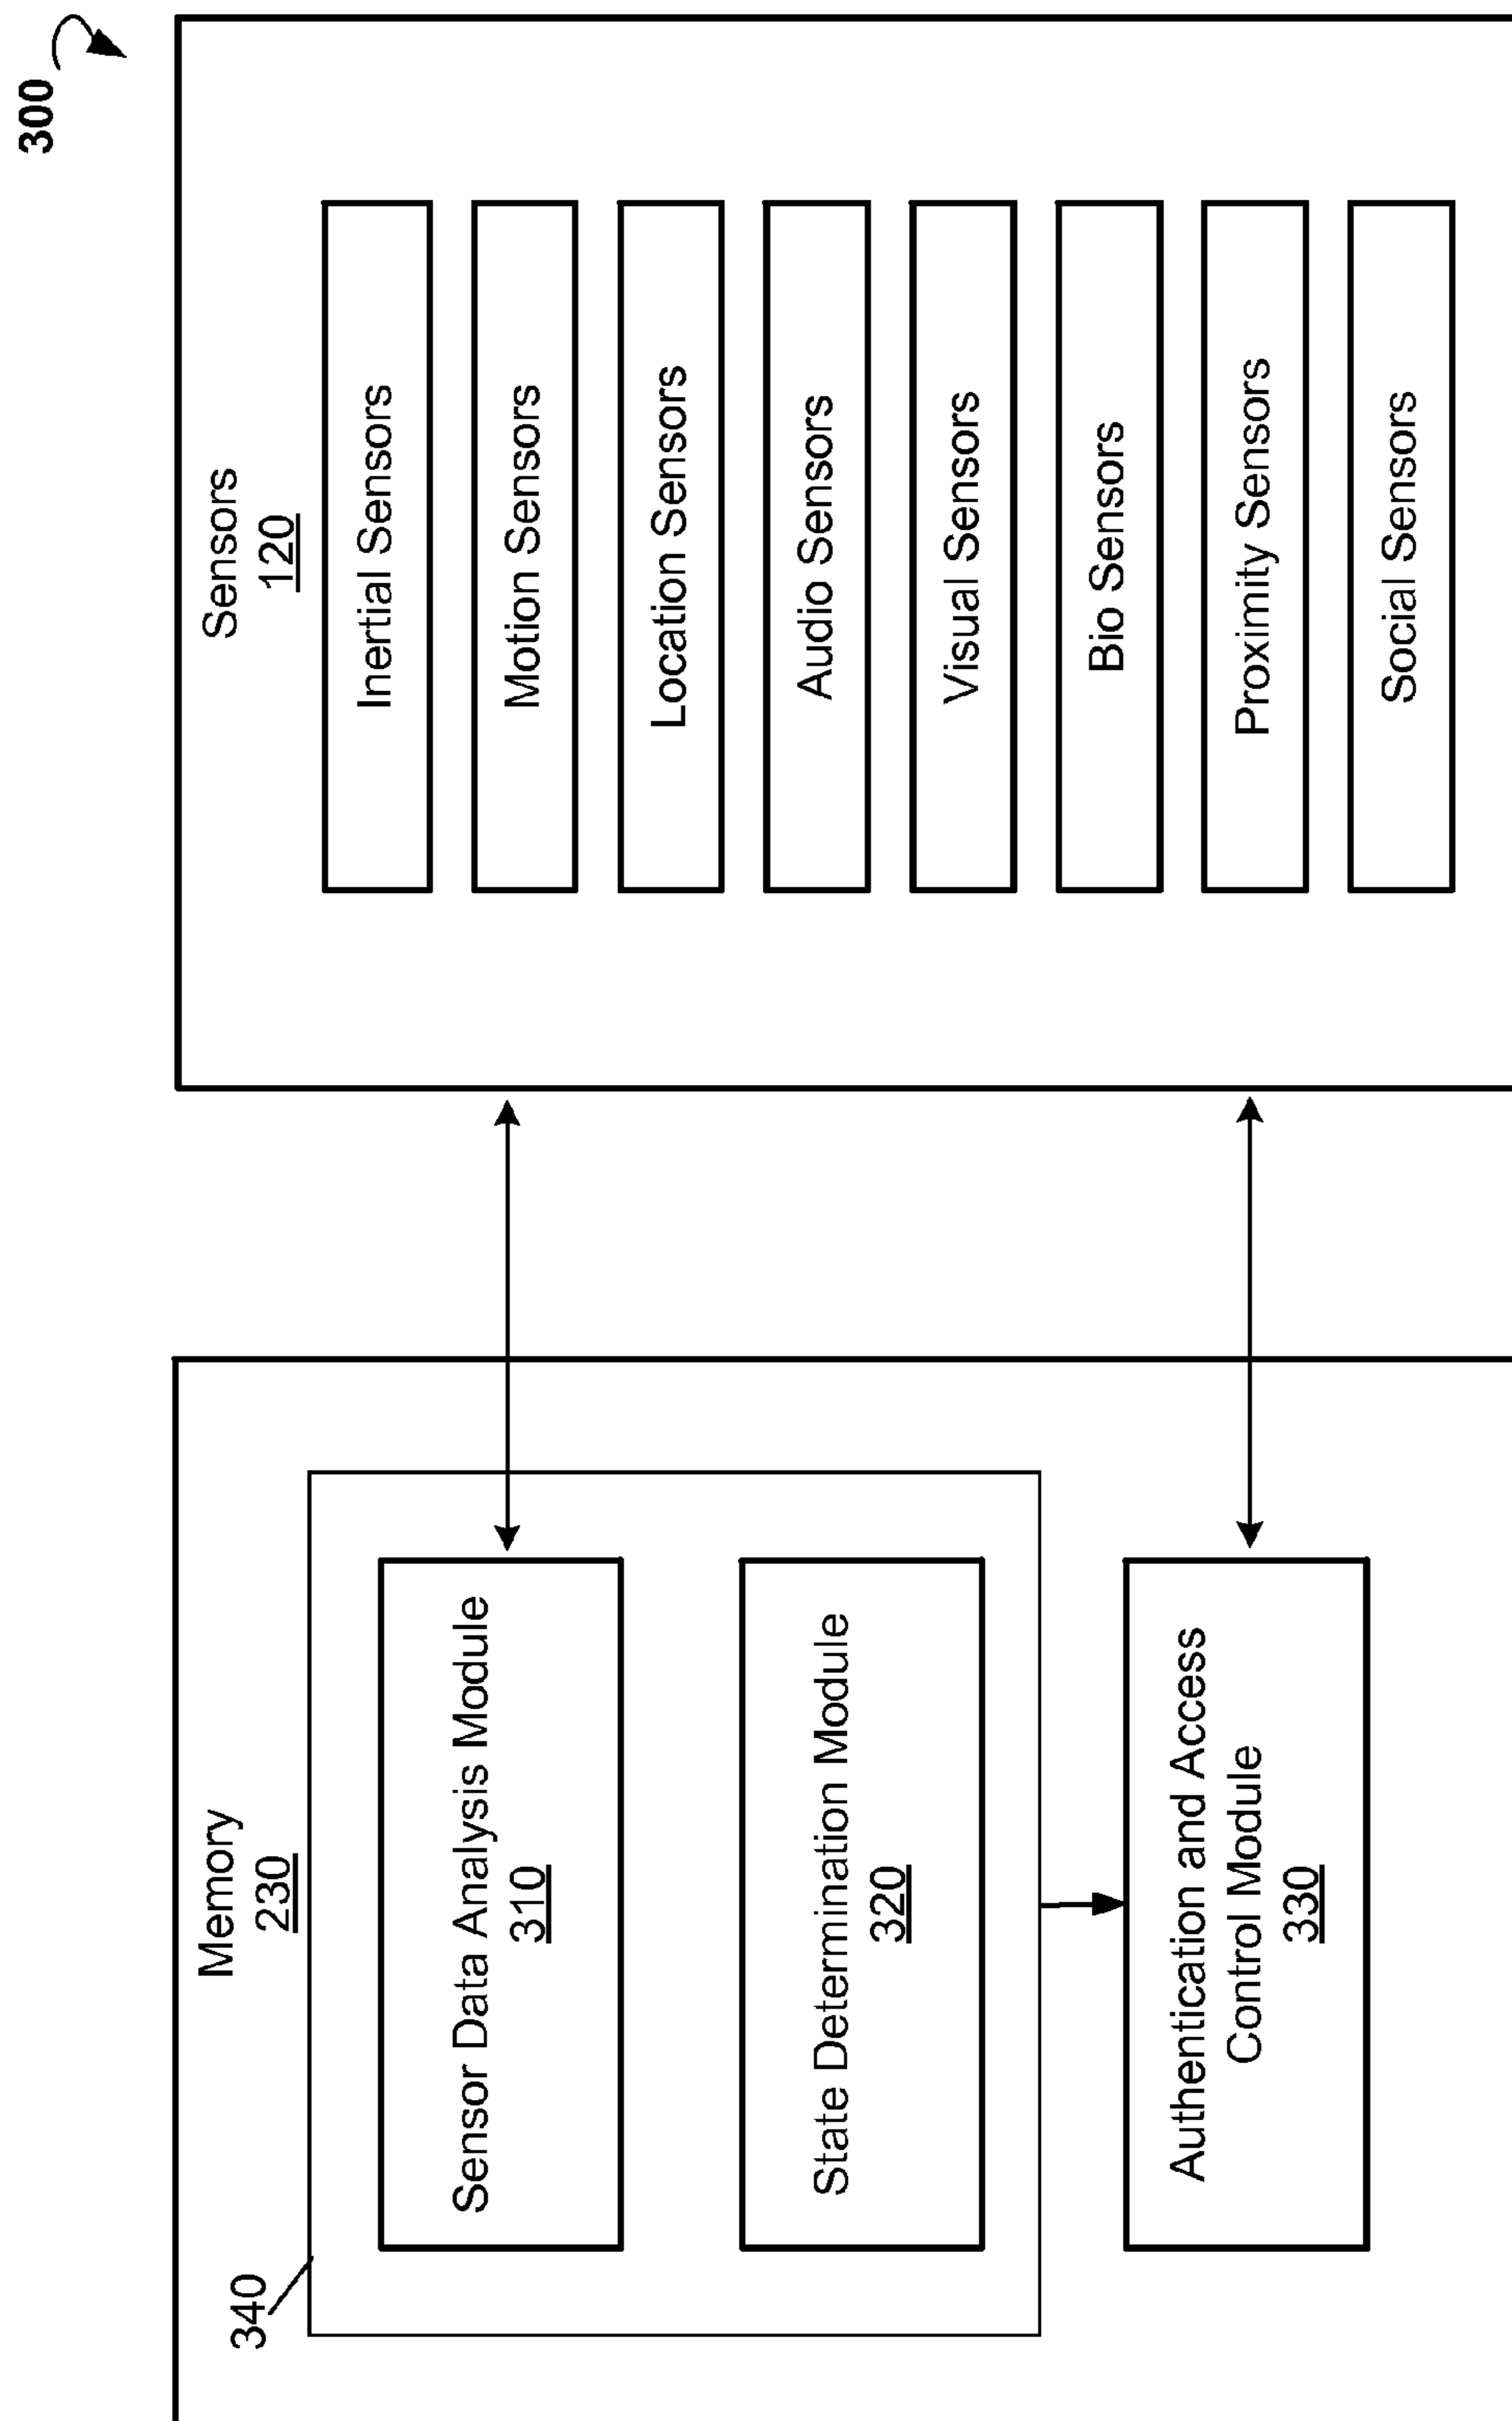 300
Memory
230
340
Sensor Data Analysis Module
310
State Determination Module
320
Authentication and Access
Control Module
330
Sensors
120
Inertial Sensors
Motion Sensors
Location Sensors
Audio Sensors
Visual Sensors
Bio Sensors
Proximity Sensors
Social Sensors